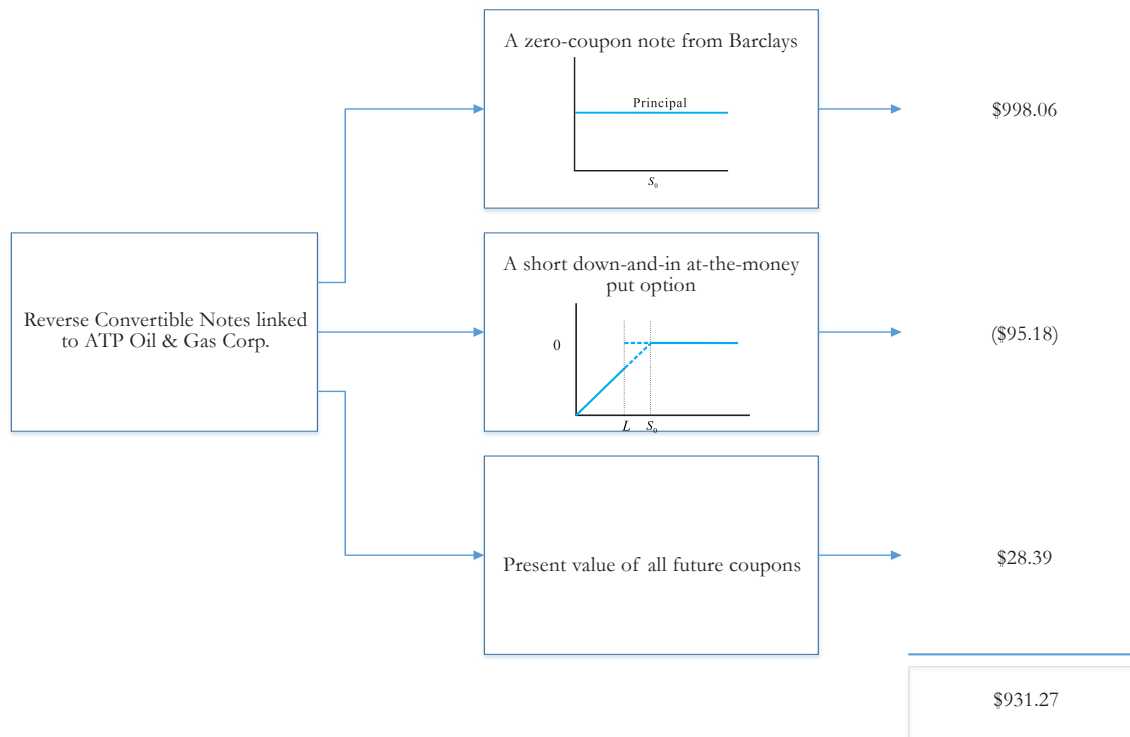 A zero-coupon note from Barclays
Principal
S₀
$998.06
Reverse Convertible Notes linked
to ATP Oil & Gas Corp.
A short down-and-in at-the-money
put option
0
L S₀
($95.18)
Present value of all future coupons
$28.39
$931.27